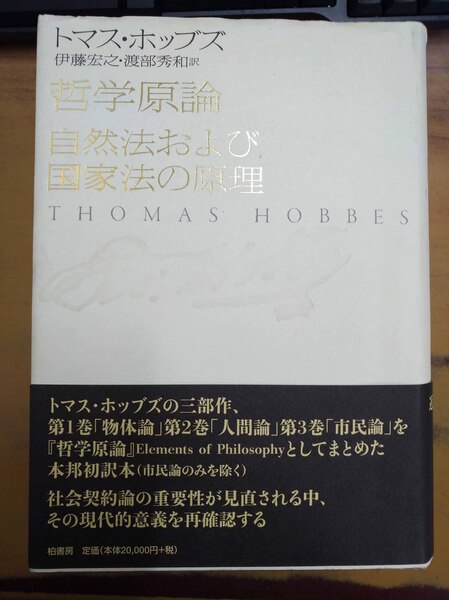 トマス・ホッブズ
伊藤宏之・渡部秀和訳
哲学原論
自然法および
国家法の原理
THOMAS HOBBES
トマス・ホッブズの三部作、
第1巻「物体論」第2巻「人間論」第3巻「市民論」を
『哲学原論』Elements of Philosophyとしてまとめた
本邦初訳本（市民論のみを除く）
社会契約論の重要性が見直される中、
その現代的意義を再確認する
柏書房 定価（本体20,000円+税）